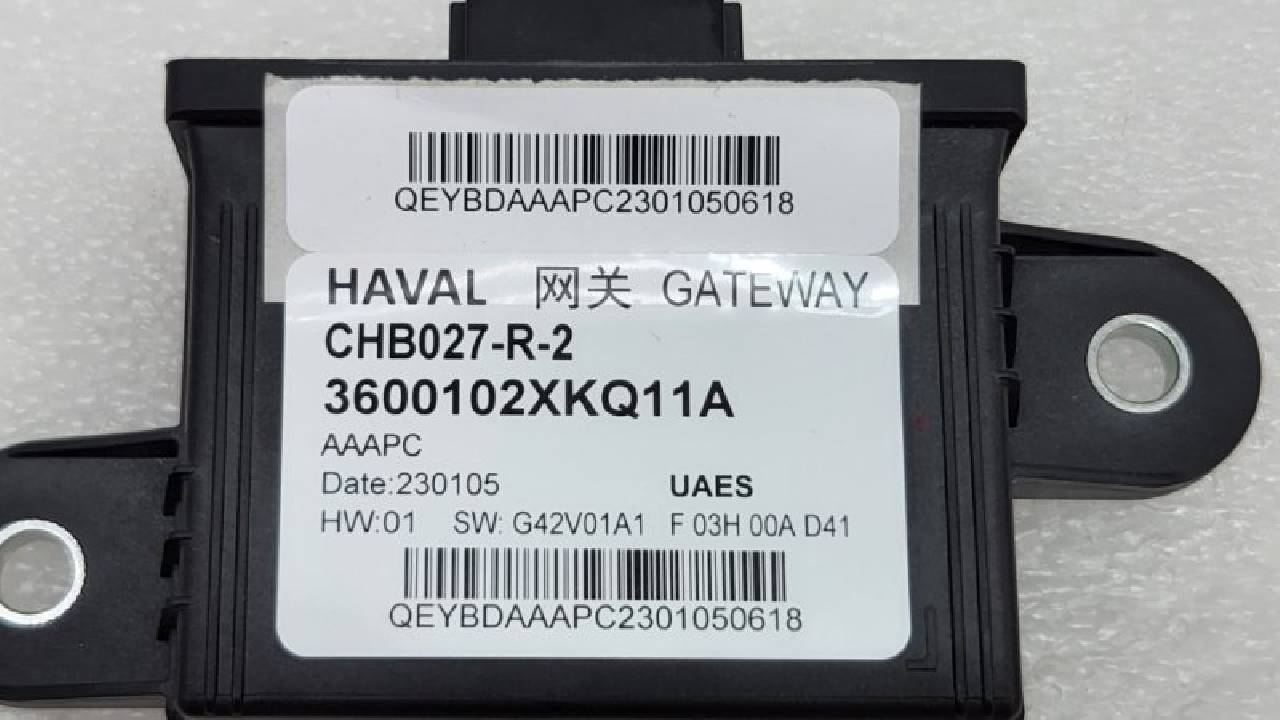 QEYBDAAAPC2301050618
HAVAL 网关 GATEWAY
CHB027-R-2
3600102XKQ11A
AAAPC
Date:230105 UAES
HW:01 SW: G42V01A1 F 03H 00A D41
QEYBDAAAPC2301050618